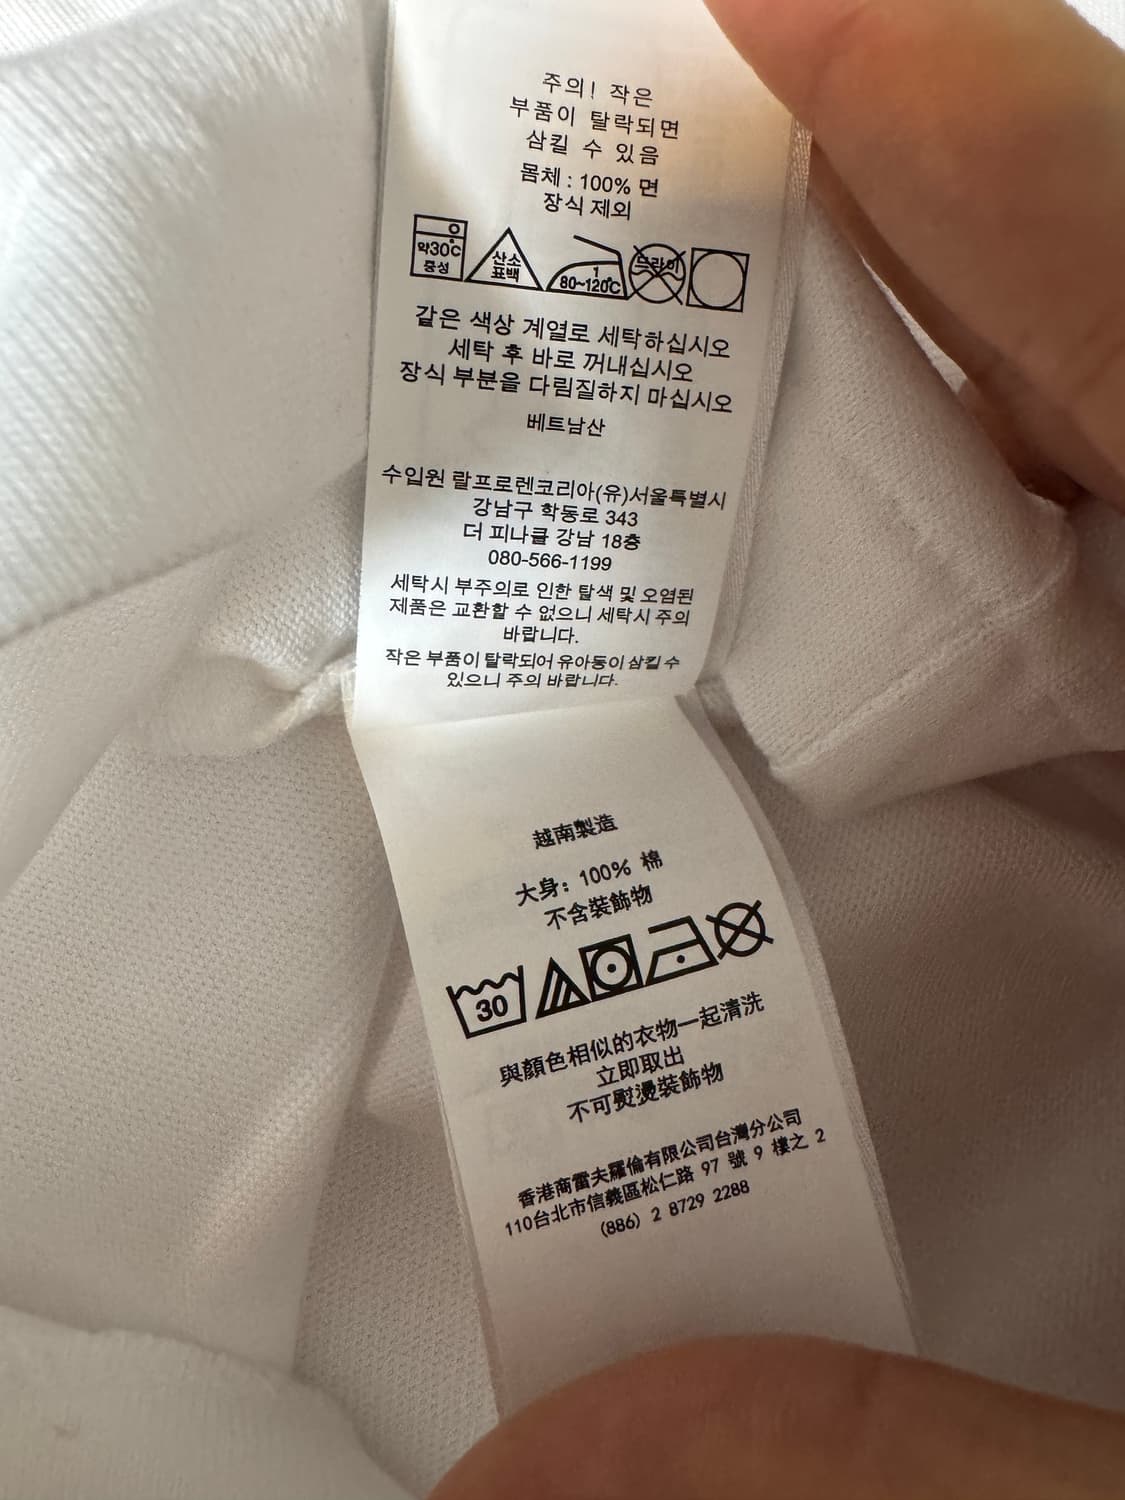 주의! 작은
부품이 탈락되면
삼킬 수 있음
몸체 : 100% 면
장식 제외
약30℃
중성
산소
표백
1
80~120℃
드라이
같은 색상 계열로 세탁하십시오
세탁 후 바로 꺼내십시오
장식 부분을 다림질하지 마십시오
베트남산
수입원 랄프로렌코리아(유)서울특별시
강남구 학동로 343
더 피나클 강남 18층
080-566-1199
세탁시 부주의로 인한 탈색 및 오염된
제품은 교환할 수 없으니 세탁시 주의
바랍니다.
작은 부품이 탈락되어 유아동이 삼킬 수
있으니 주의 바랍니다.
越南製造
大身: 100% 棉
不含裝飾物
30
與顏色相似的衣物一起清洗
立即取出
不可熨燙裝飾物
香港商雷夫羅倫有限公司台灣分公司
110台北市信義區松仁路 97 號 9 樓之 2
(886) 2 8729 2288